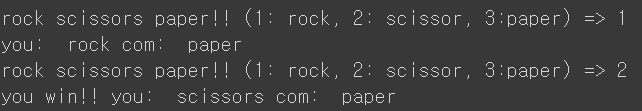 rock scissors paper!! (1: rock, 2: scissor, 3:paper) => 1
you:  rock com:  paper
rock scissors paper!! (1: rock, 2: scissor, 3:paper) => 2
you win!! you:  scissors com:  paper